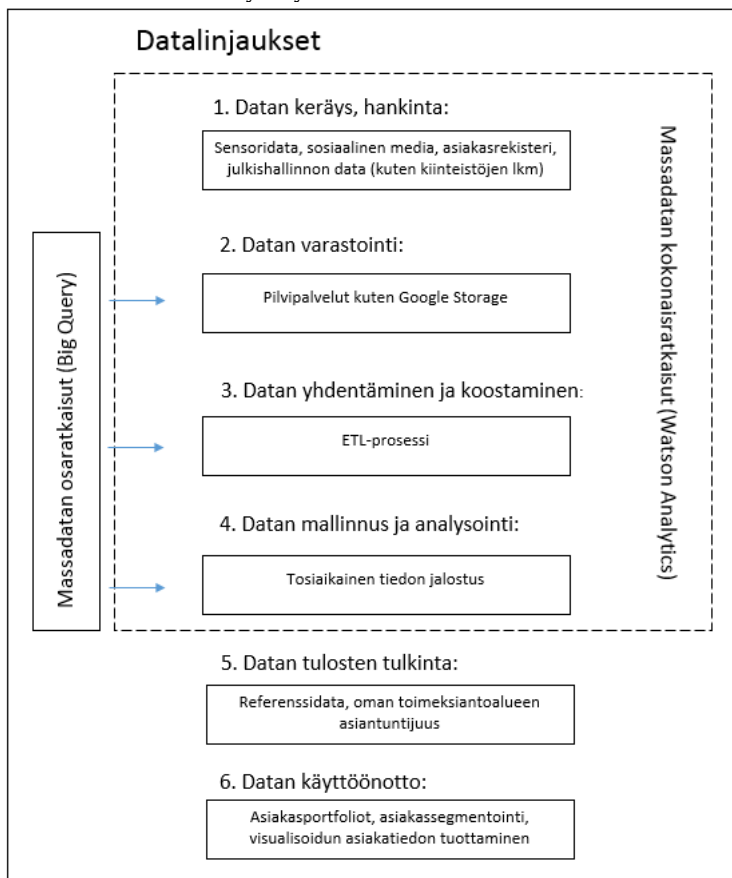 Datalinjaukset
1. Datan keräys, hankinta:
Sensoridata, sosiaalinen media, asiakasrekisteri,
julkishallinnon data (kuten kiinteistöjen lkm)
2. Datan varastointi:
Pilvipalvelut kuten Google Storage
3. Datan yhdentäminen ja koostaminen:
ETL-prosessi
4. Datan mallinnus ja analysointi:
Tosiaikainen tiedon jalostus
5. Datan tulosten tulkinta:
Referenssidata, oman toimeksiantoalueen
asiantuntijuus
6. Datan käyttöönotto:
Asiakasportfoliot, asiakassegmentointi,
visualisoidun asiakatiedon tuottaminen
Massadatan osaratkaisut (Big Query)
Massadatan kokonaisratkaisut (Watson Analytics)